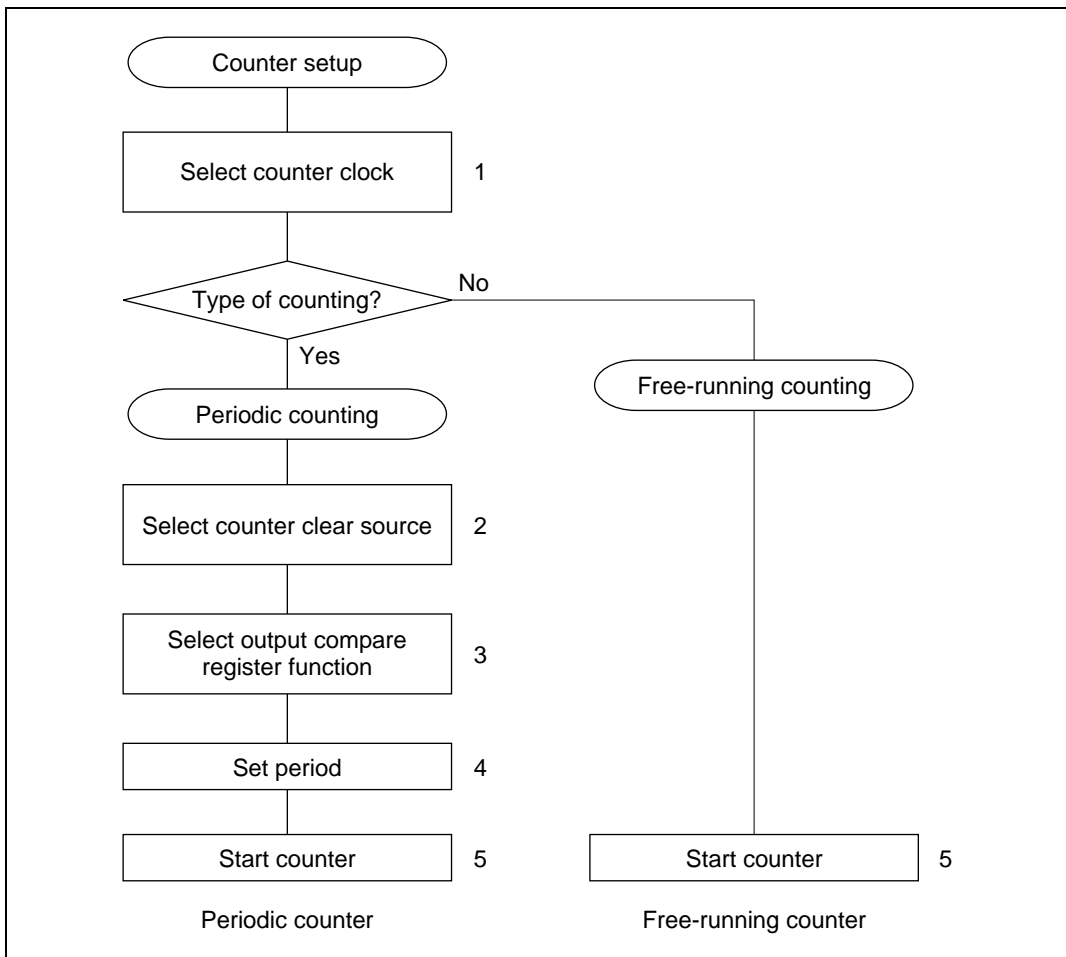 Counter setup
Select counter clock
1
Type of counting?
No
Yes
Periodic counting
Free-running counting
Select counter clear source
2
Select output compare
register function
3
Set period
4
Start counter
5
Start counter
5
Periodic counter
Free-running counter